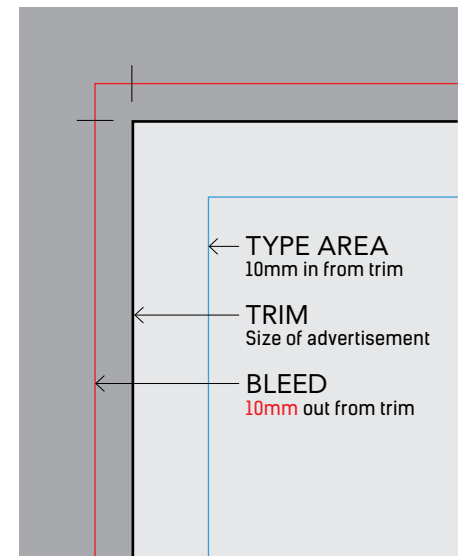 TYPE AREA
10mm in from trim
TRIM
Size of advertisement
BLEED
10mm out from trim